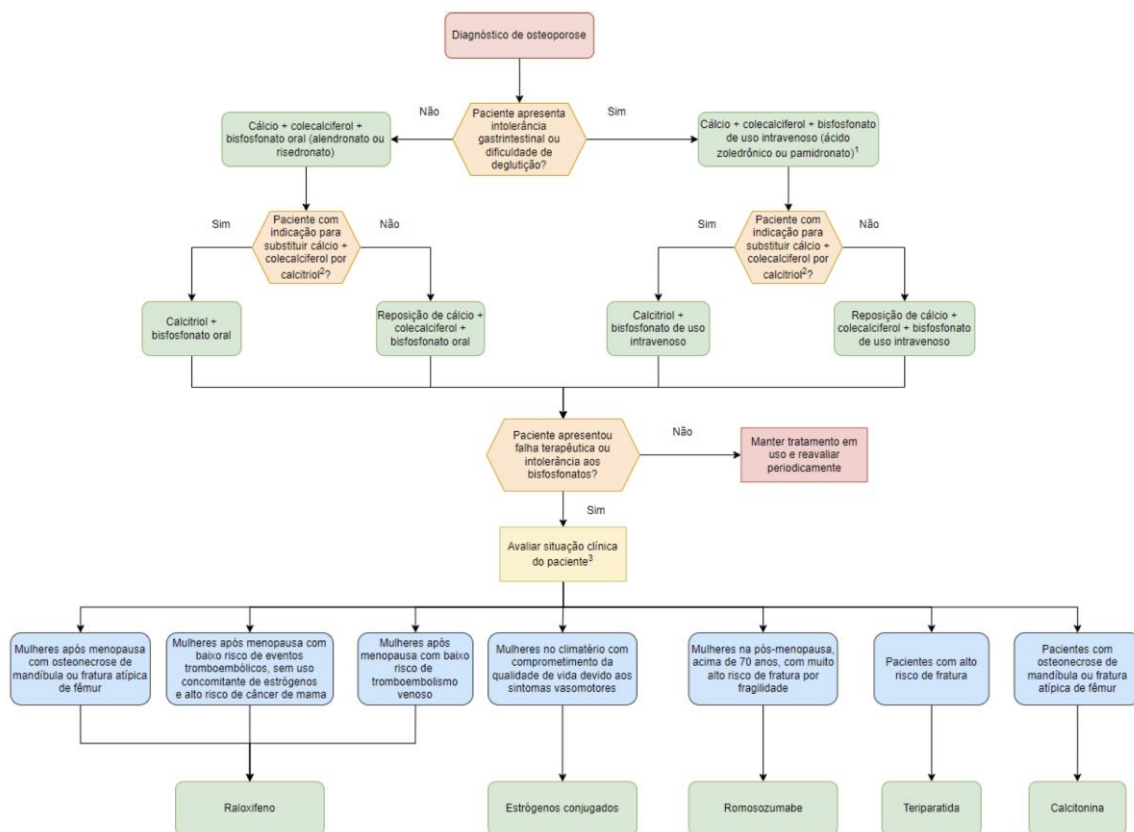 Diagnóstico de osteoporose
Paciente apresenta
intolerância
gastrintestinal ou
dificuldade de
deglutição?
Não
Sim
Cálcio + colecalciferol +
bisfosfonato oral (alendronato ou
risedronato)
Cálcio + colecalciferol + bisfosfonato
de uso intravenoso (ácido
zoledrônico ou pamidronato)¹
Sim
Paciente com
indicação para
substituir cálcio +
colecalciferol por
calcitriol²?
Não
Sim
Paciente com
indicação para
substituir cálcio +
colecalciferol por
calcitriol²?
Não
Calcitriol +
bisfosfonato oral
Reposição de cálcio +
colecalciferol +
bisfosfonato oral
Calcitriol +
bisfosfonato de uso
intravenoso
Reposição de cálcio +
colecalciferol + bisfosfonato
de uso intravenoso
Paciente apresentou
falha terapêutica ou
intolerância aos
bisfosfonatos?
Não
Manter tratamento em
uso e reavaliar
periodicamente
Sim
Avaliar situação clínica
do paciente³
Mulheres após menopausa
com osteonecrose de
mandíbula ou fratura atípica
de fêmur
Mulheres após menopausa com
baixo risco de eventos
tromboembólicos, sem uso
concomitante de estrógenos
e alto risco de câncer de mama
Mulheres após
menopausa com baixo
risco de
tromboembolismo
venoso
Mulheres no climatério com
comprometimento da
qualidade de vida devido aos
sintomas vasomotores
Mulheres na pós-menopausa,
acima de 70 anos, com muito
alto risco de fratura por
fragilidade
Pacientes com alto
risco de fratura
Pacientes com
osteonecrose de
mandíbula ou fratura
atípica de fêmur
Raloxifeno
Estrógenos conjugados
Romosozumabe
Teriparatida
Calcitonina